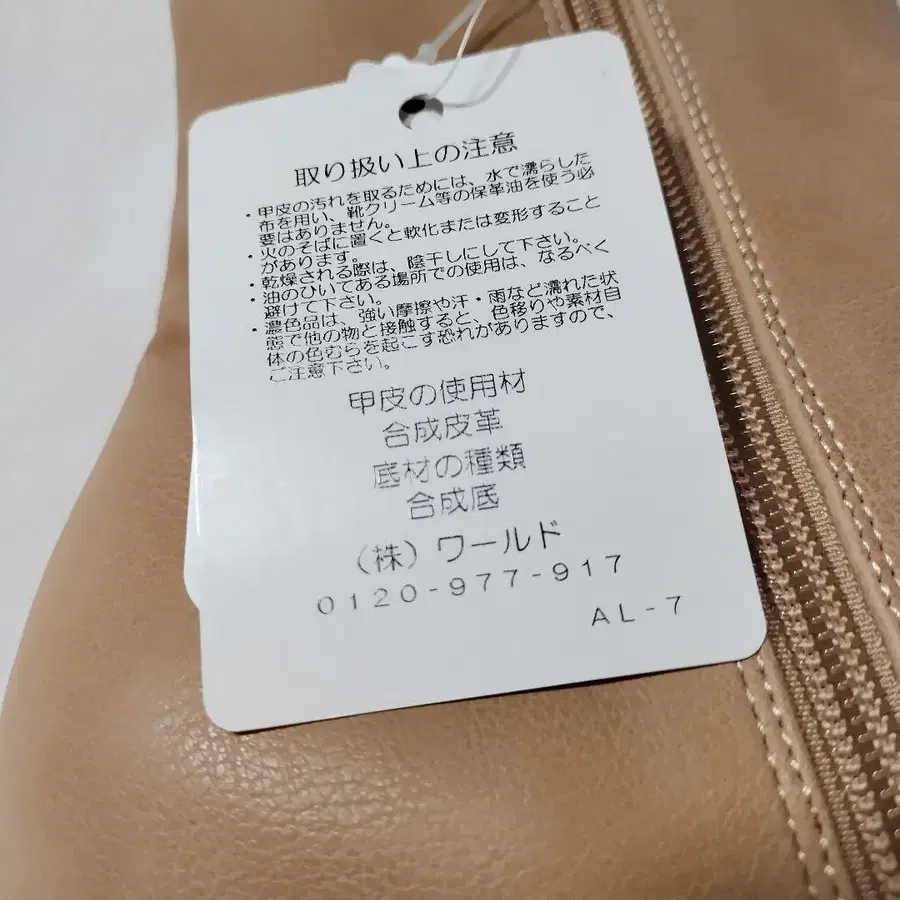 取り扱い上の注意
・甲皮の汚れを取るためには、水で濡らした
布を用い、靴クリーム等の保革油を使う必
要はありません。
・火のそばに置くと軟化または変形すること
があります。
・乾燥される際は、陰干しにして下さい。
・油のひいてある場所での使用は、なるべく
避けて下さい。
・濃色品は、強い摩擦や汗・雨など濡れた状
態で他の物と接触すると、色移りや素材自
体の色むらを起こす恐れがありますので、
ご注意下さい。
甲皮の使用材
合成皮革
底材の種類
合成底
（株）ワールド
0120-977-917
AL-7